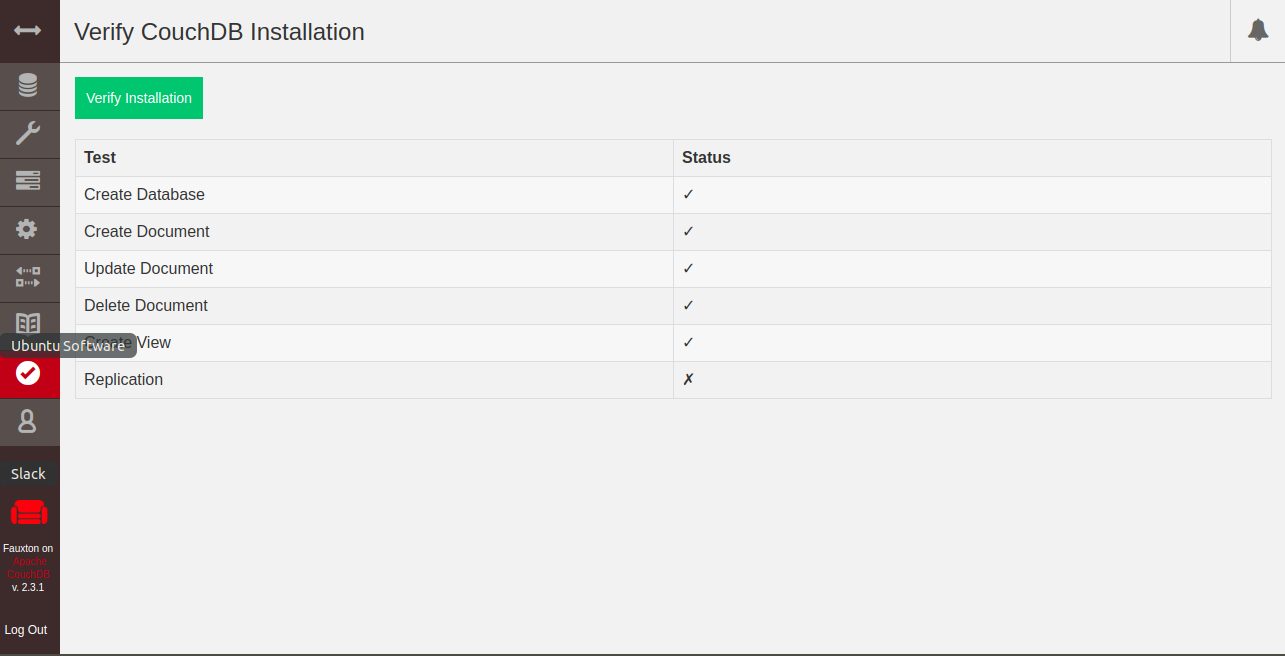 Verify CouchDB Installation
Verify Installation
Test Status
Create Database ✓
Create Document ✓
Update Document ✓
Delete Document ✓
Create View ✓
Replication ✗
Ubuntu Software
Slack
Fauxton on
Apache
CouchDB
v. 2.3.1
Log Out